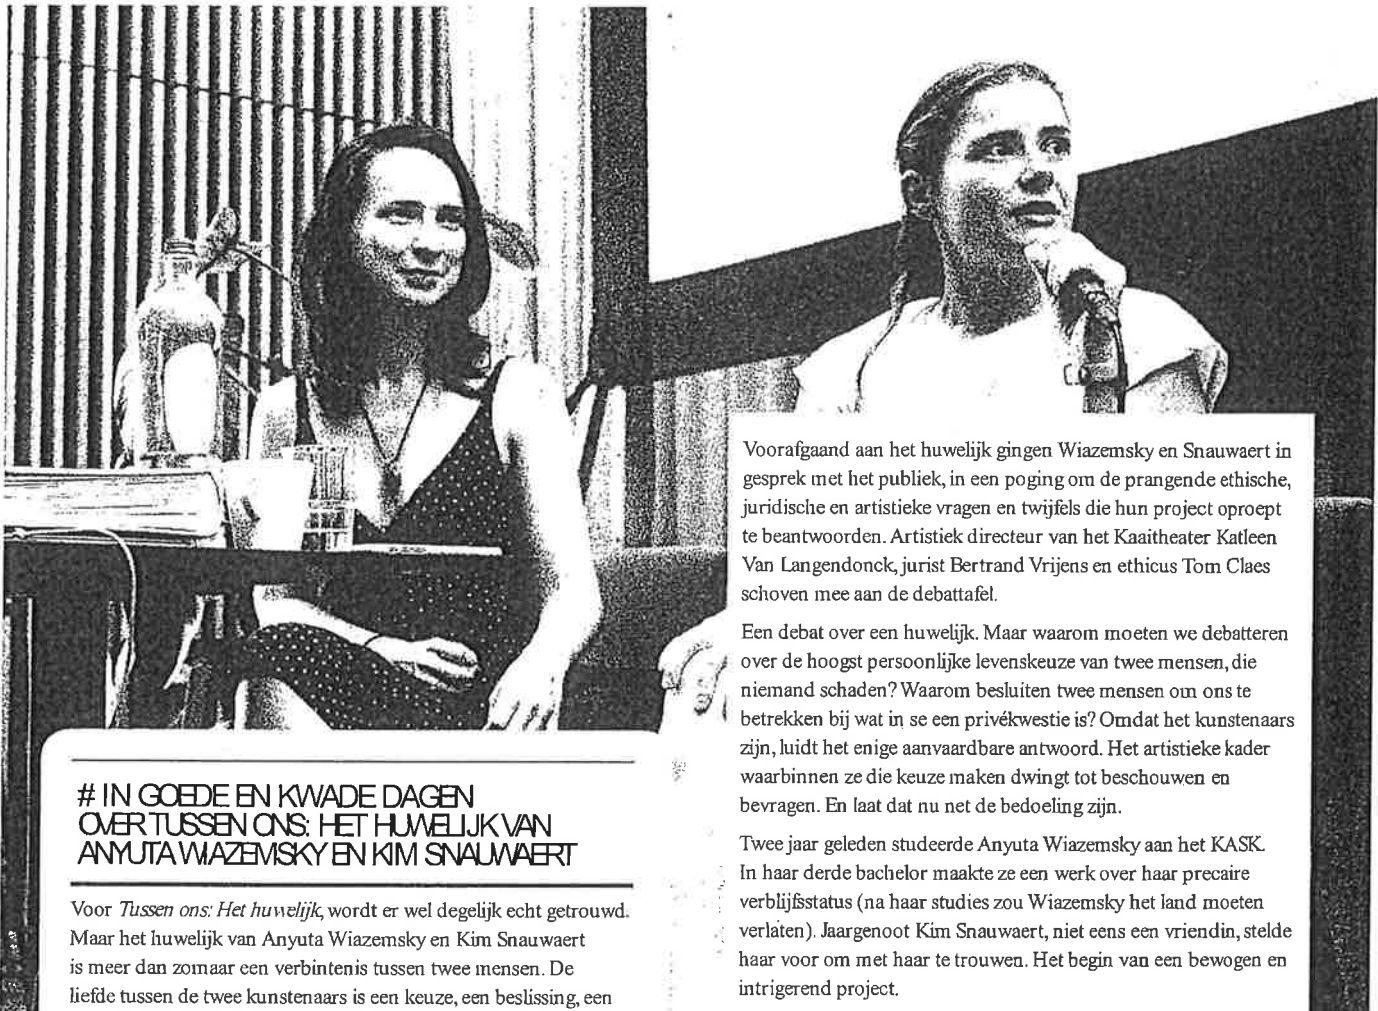 # IN GOEDE EN KWADE DAGEN
OVER TUSSEN ONS: HET HUWELIJK VAN
ANYUTA WIAZEMSKY EN KIM SNAUWAERT
Voor Tussen ons: Het huwelijk, wordt er wel degelijk echt getrouwd.
Maar het huwelijk van Anyuta Wiazemsky en Kim Snauwaert
is meer dan zomaar een verbintenis tussen twee mensen. De
liefde tussen de twee kunstenaars is een keuze, een beslissing, een
Voorafgaand aan het huwelijk gingen Wiazemsky en Snauwaert in
gesprek met het publiek, in een poging om de prangende ethische,
juridische en artistieke vragen en twijfels die hun project oproept
te beantwoorden. Artistiek directeur van het Kaaitheater Katleen
Van Langendonck, jurist Bertrand Vrijens en ethicus Tom Claes
schoven mee aan de debattafel.
Een debat over een huwelijk. Maar waarom moeten we debatteren
over de hoogst persoonlijke levenskeuze van twee mensen, die
niemand schaden? Waarom besluiten twee mensen om ons te
betrekken bij wat in se een privékwestie is? Omdat het kunstenaars
zijn, luidt het enige aanvaardbare antwoord. Het artistieke kader
waarbinnen ze die keuze maken dwingt tot beschouwen en
bevragen. En laat dat nu net de bedoeling zijn.
Twee jaar geleden studeerde Anyuta Wiazemsky aan het KASK.
In haar derde bachelor maakte ze een werk over haar precaire
verblijfsstatus (na haar studies zou Wiazemsky het land moeten
verlaten). Jaargenoot Kim Snauwaert, niet eens een vriendin, stelde
haar voor om met haar te trouwen. Het begin van een bewogen en
intrigerend project.